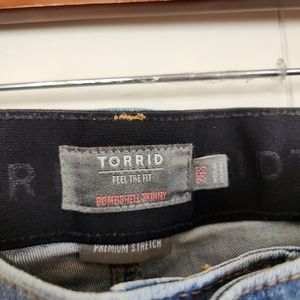 TORRID
FEEL THE FIT
BOMBSHELL SKINNY
PREMIUM STRETCH